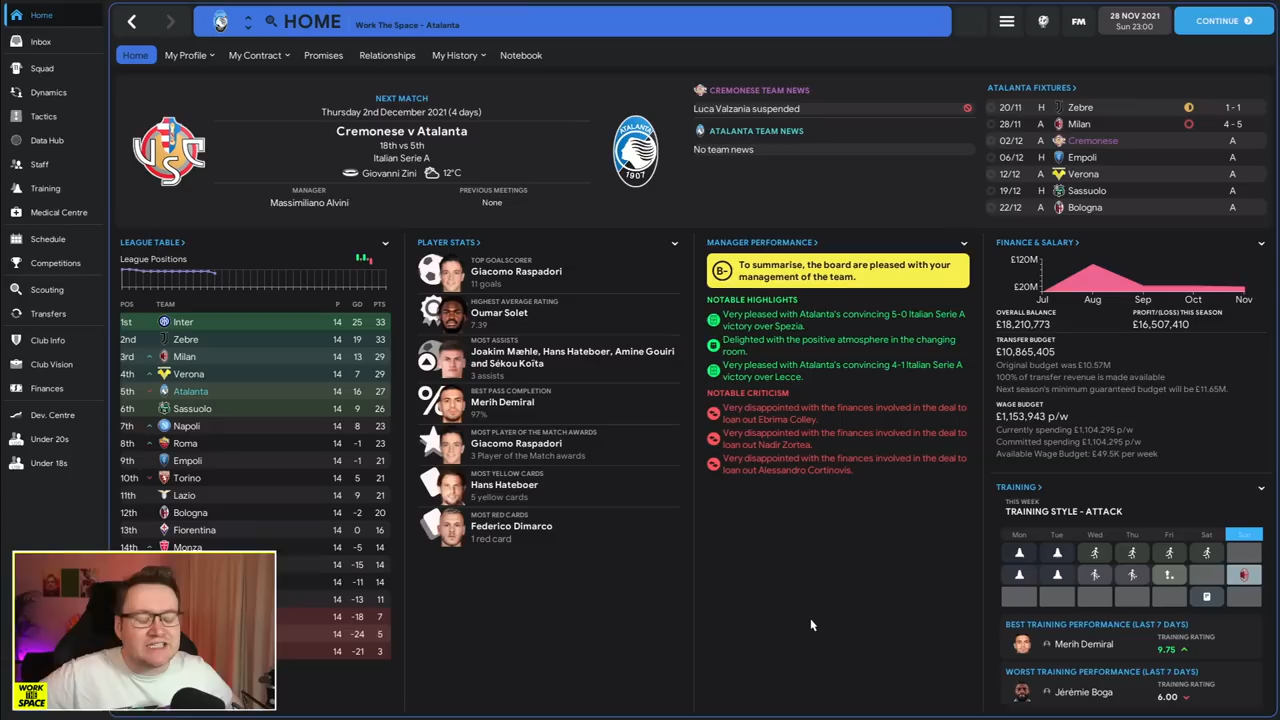 Home
Inbox
Squad
Dynamics
Tactics
Data Hub
Staff
Training
Medical Centre
Schedule
Competitions
Scouting
Transfers
Club Info
Club Vision
Finances
Dev. Centre
Under 20s
Under 18s
HOME Work The Space - Atalanta
FM
28 NOV 2021
Sun 23:00
CONTINUE
Home My Profile My Contract Promises Relationships My History Notebook
NEXT MATCH
Thursday 2nd December 2021 (4 days)
Cremonese v Atalanta
18th vs 5th
Italian Serie A
Giovanni Zini 12°C
MANAGER
Massimiliano Alvini
PREVIOUS MEETINGS
None
USC
ATALANTA
1907
CREMONESE TEAM NEWS
Luca Valzania suspended
ATALANTA TEAM NEWS
No team news
ATALANTA FIXTURES >
20/11 H Zebre 1 - 1
28/11 A Milan 4 - 5
02/12 A Cremonese A
06/12 H Empoli A
12/12 A Verona A
19/12 H Sassuolo A
22/12 A Bologna A
LEAGUE TABLE >
League Positions
POS TEAM P GD PTS
1st Inter 14 25 33
2nd Zebre 14 19 33
3rd Milan 14 13 29
4th Verona 14 7 29
5th Atalanta 14 16 27
6th Sassuolo 14 9 26
7th Napoli 14 8 23
8th Roma 14 -1 23
9th Empoli 14 -1 21
10th Torino 14 5 21
11th Lazio 14 9 21
12th Bologna 14 -2 20
13th Fiorentina 14 0 16
14th Monza 14 -5 14
14 -15 14
14 -11 14
14 -13 11
14 -18 7
14 -24 5
14 -21 3
PLAYER STATS >
TOP GOALSCORER
Giacomo Raspadori
11 goals
HIGHEST AVERAGE RATING
Oumar Solet
7.39
MOST ASSISTS
Joakim Mæhle, Hans Hateboer, Amine Gouiri
and Sékou Koïta
3 assists
BEST PASS COMPLETION
Merih Demiral
97%
MOST PLAYER OF THE MATCH AWARDS
Giacomo Raspadori
3 Player of the Match awards
MOST YELLOW CARDS
Hans Hateboer
5 yellow cards
MOST RED CARDS
Federico Dimarco
1 red card
MANAGER PERFORMANCE >
B-
To summarise, the board are pleased with your
management of the team.
NOTABLE HIGHLIGHTS
Very pleased with Atalanta's convincing 5-0 Italian Serie A
victory over Spezia.
Delighted with the positive atmosphere in the changing
room.
Very pleased with Atalanta's convincing 4-1 Italian Serie A
victory over Lecce.
NOTABLE CRITICISM
Very disappointed with the finances involved in the deal to
loan out Ebrima Colley.
Very disappointed with the finances involved in the deal to
loan out Nadir Zortea.
Very disappointed with the finances involved in the deal to
loan out Alessandro Cortinovis.
FINANCE & SALARY >
£120M
£20M
Jul Aug Sep Oct Nov
OVERALL BALANCE
£18,210,773
PROFIT/(LOSS) THIS SEASON
£16,507,410
TRANSFER BUDGET
£10,865,405
Original budget was £10.57M
100% of transfer revenue is made available
Next season's minimum guaranteed budget will be £11.65M.
WAGE BUDGET
£1,153,943 p/w
Currently spending £1,104,295 p/w
Committed spending £1,104,295 p/w
Available Wage Budget: £49.5K per week
TRAINING >
THIS WEEK
TRAINING STYLE - ATTACK
Mon Tue Wed Thu Fri Sat Sun
BEST TRAINING PERFORMANCE (LAST 7 DAYS)
Merih Demiral
TRAINING RATING
9.75
WORST TRAINING PERFORMANCE (LAST 7 DAYS)
Jérémie Boga
TRAINING RATING
6.00
WORK
THE
SPACE